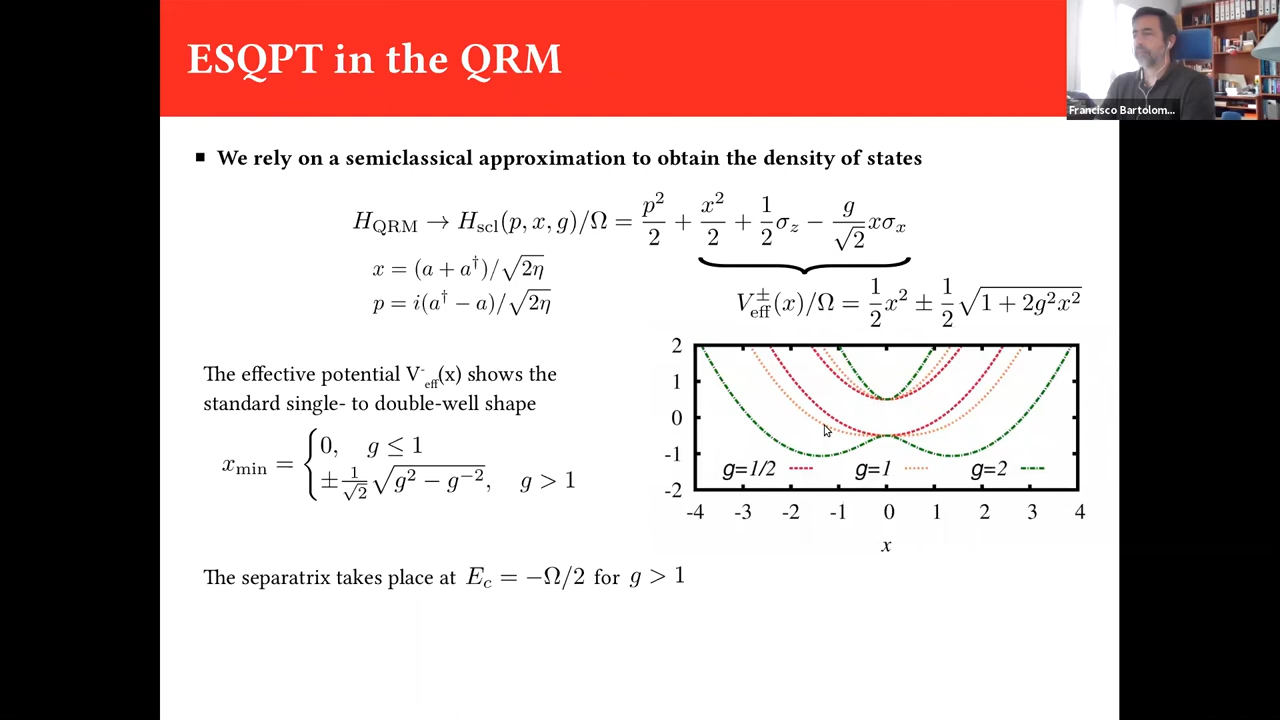 ESQPT in the QRM
Francisco Bartolom...
▪ We rely on a semiclassical approximation to obtain the density of states
H_QRM → H_scl(p, x, g)/Ω = p²/2 + x²/2 + 1/2 σ_z − g/√2 xσ_x
x = (a + a†)/√2η
p = i(a† − a)/√2η
V±_eff(x)/Ω = 1/2 x² ± 1/2 √(1 + 2g²x²)
The effective potential V⁻_eff(x) shows the
standard single- to double-well shape
x_min = { 0, g ≤ 1
±1/√2 √(g² − g⁻²), g > 1
2
1
0
-1
-2
g=1/2 g=1 g=2
-4 -3 -2 -1 0 1 2 3 4
x
The separatrix takes place at E_c = −Ω/2 for g > 1